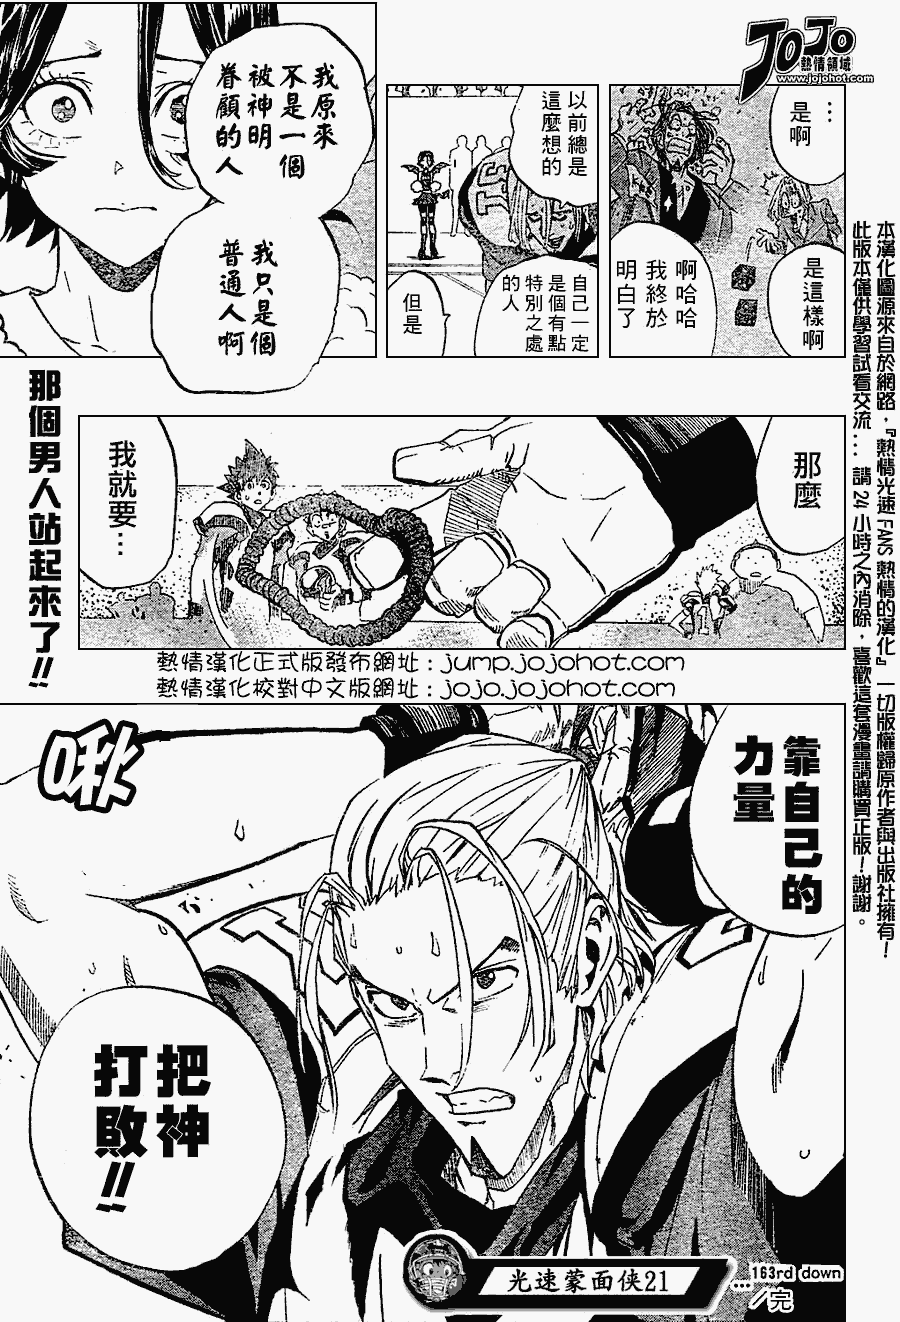 JOJO
熱情領域
www.jojohot.com
…
是啊
是這樣啊
啊哈哈
我終於
明白了
以前總是
這麼想的
自己一定
是個有點
特別之處
的人
但是
我原來
不是一個
被神明
眷顧的人
我只是個
普通人啊
那麼
我就要…
那個男人站起來了!!
熱情漢化正式版發布網址：jump.jojohot.com
熱情漢化校對中文版網址：jojo.jojohot.com
靠自己的
力量
啾
把神
打敗!!
光速蒙面俠21
163rd down
…／完
本漢化圖源來自於網路，『熱情光速FANS熱情的漢化』一切版權歸原作者與出版社擁有！
此版本僅供學習試看交流… 請24小時之內消除，喜歡這套漫畫請購買正版！謝謝。